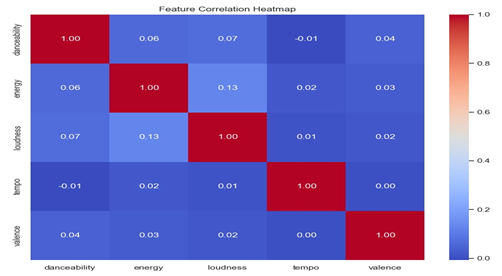 Feature Correlation Heatmap
danceability 1.00 0.06 0.07 -0.01 0.04
energy 0.06 1.00 0.13 0.02 0.03
loudness 0.07 0.13 1.00 0.01 0.02
tempo -0.01 0.02 0.01 1.00 0.00
valence 0.04 0.03 0.02 0.00 1.00
danceability energy loudness tempo valence
1.0
0.8
0.6
0.4
0.2
0.0